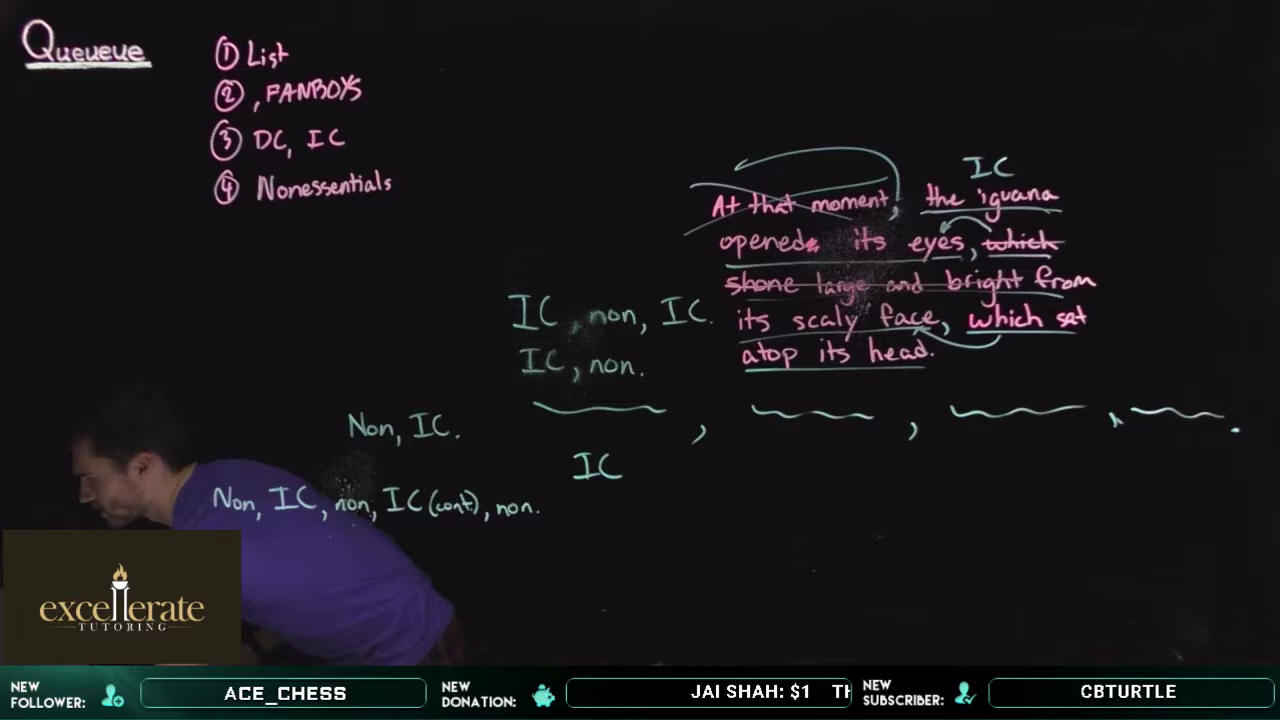 Queueue
① List
② , FANBOYS
③ DC, IC
④ Nonessentials
IC
At that moment, the iguana
opened its eyes, which
shone large and bright from
its scaly face, which sat
atop its head.
IC, non, IC.
IC, non.
Non, IC.
, , , .
IC
Non, IC, non, IC (cont), non.
excellerate
TUTORING
NEW FOLLOWER:
ACE_CHESS
NEW DONATION:
JAI SHAH: $1 TH
NEW SUBSCRIBER:
CBTURTLE